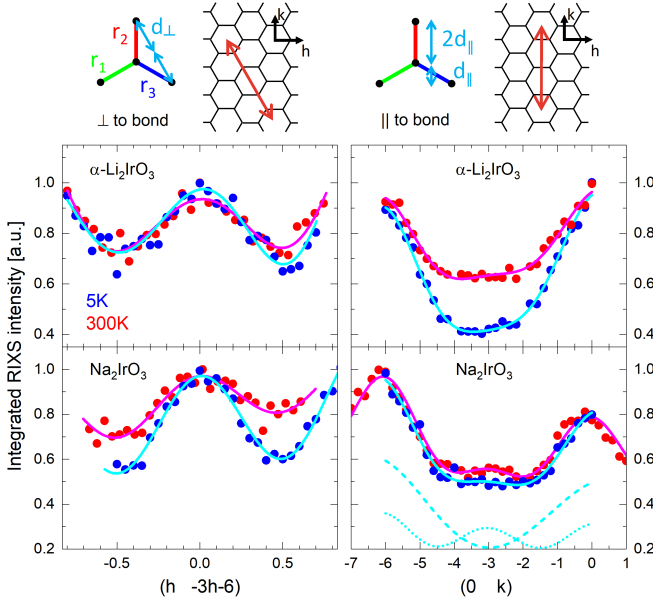 r₂
d⊥
r₁
r₃
⊥ to bond
k
h
2d∥
d∥
|| to bond
k
h
α-Li₂IrO₃
α-Li₂IrO₃
1.0
0.8
0.6
0.4
5K
300K
1.0
0.8
0.6
0.4
Integrated RIXS intensity [a.u.]
Na₂IrO₃
Na₂IrO₃
1.0
0.8
0.6
0.4
0.2
1.0
0.8
0.6
0.4
0.2
-0.5 0.0 0.5
-7 -6 -5 -4 -3 -2 -1 0 1
(h -3h-6)
(0 k)